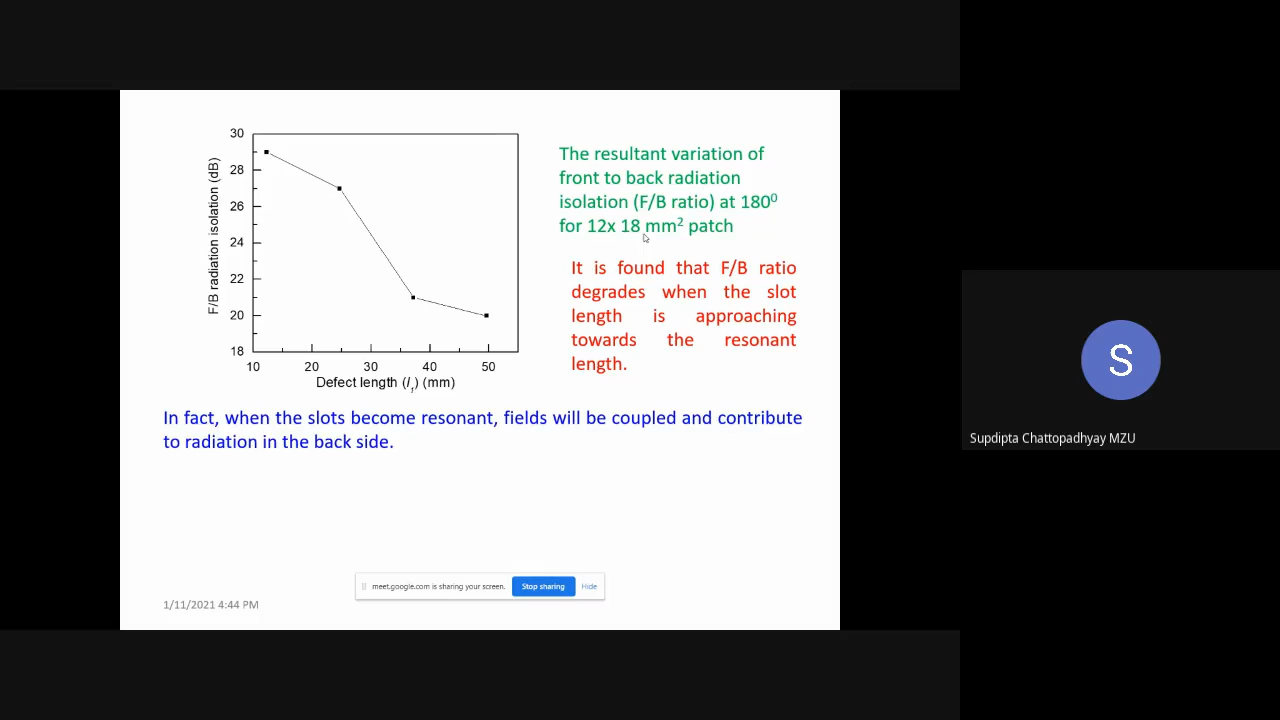 30
28
26
24
22
20
18
F/B radiation isolation (dB)
10 20 30 40 50
Defect length (l₁) (mm)
The resultant variation of
front to back radiation
isolation (F/B ratio) at 180⁰
for 12x 18 mm² patch
It is found that F/B ratio
degrades when the slot
length is approaching
towards the resonant
length.
In fact, when the slots become resonant, fields will be coupled and contribute
to radiation in the back side.
meet.google.com is sharing your screen. Stop sharing Hide
1/11/2021 4:44 PM
S
Supdipta Chattopadhyay MZU